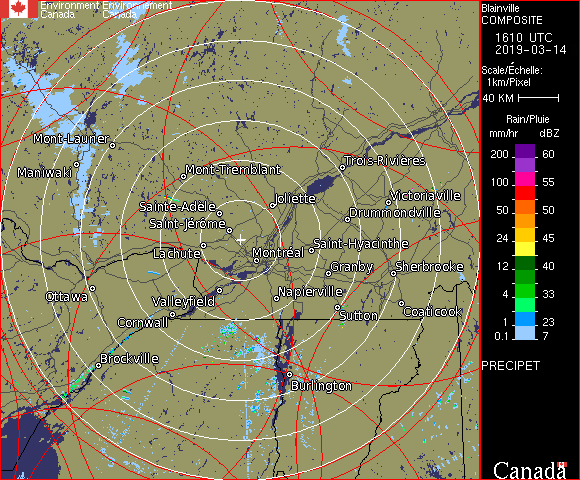 Environment Environnement
Canada Canada
Blainville
COMPOSITE
1610 UTC
2019-03-14
Scale/Échelle:
1km/Pixel
40 KM
Rain/Pluie
mm/hr dBZ
200 60
100 55
50 50
24 45
12 40
4 33
1 23
0.1 7
PRECIPET
Mont-Laurier
Maniwaki
Mont-Tremblant
Trois-Rivières
Joliette
Victoriaville
Sainte-Adèle
Drummondville
Saint-Jérôme
Saint-Hyacinthe
Lachute
Montréal
Granby
Sherbrooke
Ottawa
Valleyfield
Napierville
Coaticook
Cornwall
Sutton
Brockville
Burlington
Canada